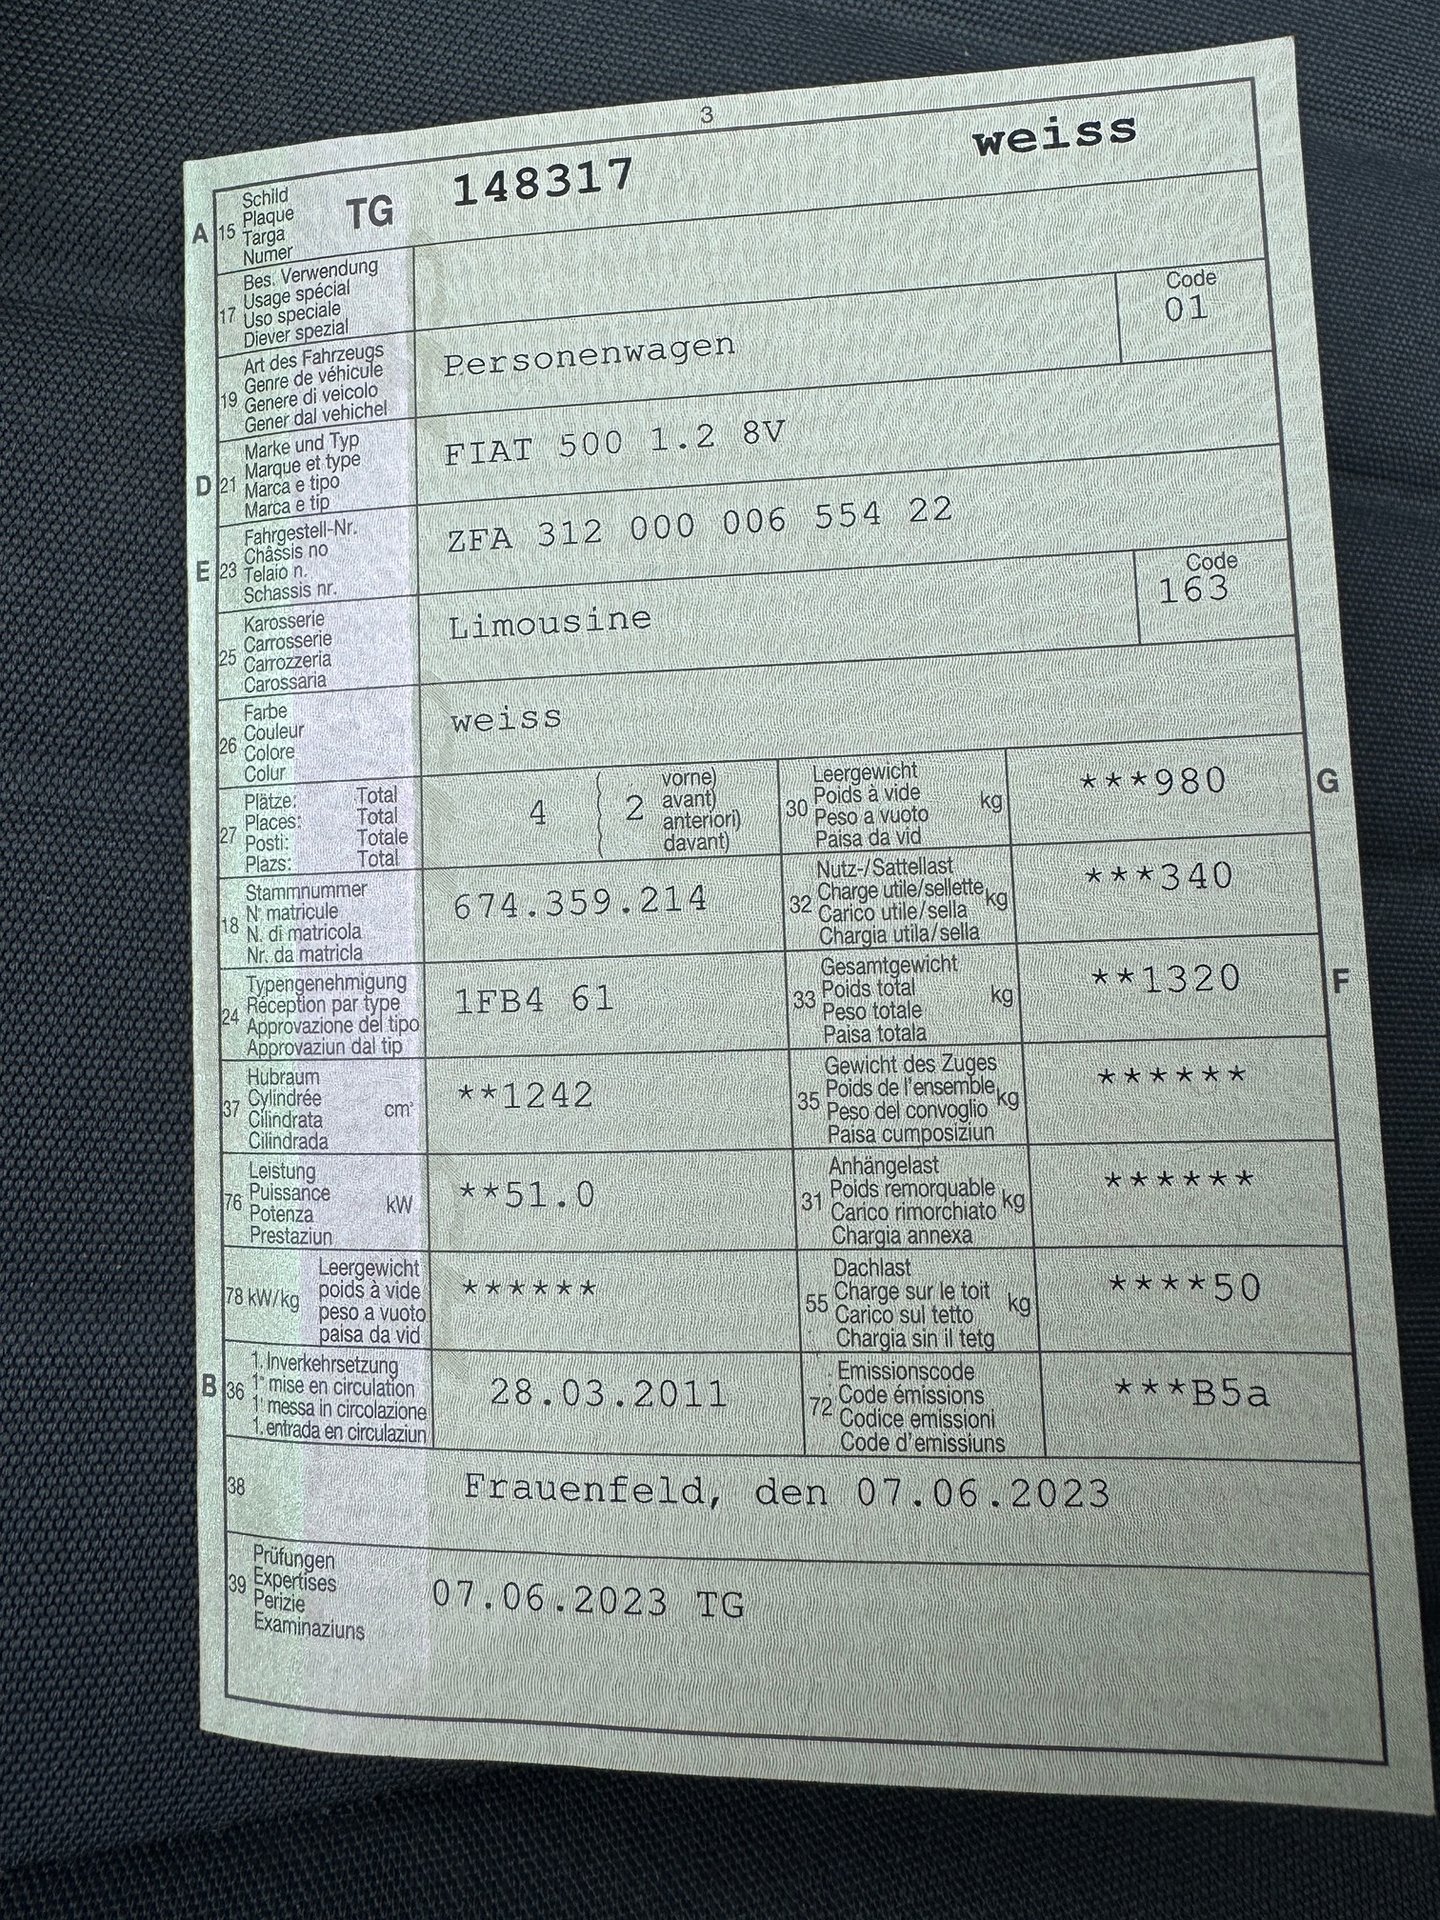 3
A 15 Schild TG 148317 weiss
Plaque
Targa
Numer
17 Bes. Verwendung
Usage spécial
Uso speciale
Diever spezial
19 Art des Fahrzeugs Personenwagen Code
Genre de véhicule 01
Genere di veicolo
Gener dal vehichel
D 21 Marke und Typ FIAT 500 1.2 8V
Marque et type
Marca e tipo
Marca e tip
E 23 Fahrgestell-Nr. ZFA 312 000 006 554 22
Châssis no
Telaio n.
Schassis nr.
25 Karosserie Limousine Code
Carrosserie 163
Carrozzeria
Carossaria
26 Farbe weiss
Couleur
Colore
Colur
27 Plätze: Total 4 ( 2 vorne)
Places: Total avant)
Posti: Totale anteriori)
Plazs: Total davant)
30 Leergewicht kg ***980 G
Poids à vide
Peso a vuoto
Paisa da vid
18 Stammnummer 674.359.214
N° matricule
N. di matricola
Nr. da matricla
32 Nutz-/Sattellast kg ***340
Charge utile/sellette
Carico utile/sella
Chargia utila/sella
24 Typengenehmigung 1FB4 61
Réception par type
Approvazione del tipo
Approvaziun dal tip
33 Gesamtgewicht kg **1320 F
Poids total
Peso totale
Paisa totala
37 Hubraum cm³ **1242
Cylindrée
Cilindrata
Cilindrada
35 Gewicht des Zuges kg ******
Poids de l'ensemble
Peso del convoglio
Paisa cumposiziun
76 Leistung kW **51.0
Puissance
Potenza
Prestaziun
31 Anhängelast kg ******
Poids remorquable
Carico rimorchiato
Chargia annexa
78 kW/kg Leergewicht ******
poids à vide
peso a vuoto
paisa da vid
55 Dachlast kg ****50
Charge sur le toit
Carico sul tetto
Chargia sin il tetg
B 36 1. Inverkehrsetzung 28.03.2011
1° mise en circulation
1° messa in circolazione
1. entrada en circulaziun
72 Emissionscode ***B5a
Code émissions
Codice emissioni
Code d'emissiuns
38 Frauenfeld, den 07.06.2023
39 Prüfungen 07.06.2023 TG
Expertises
Perizie
Examinaziuns